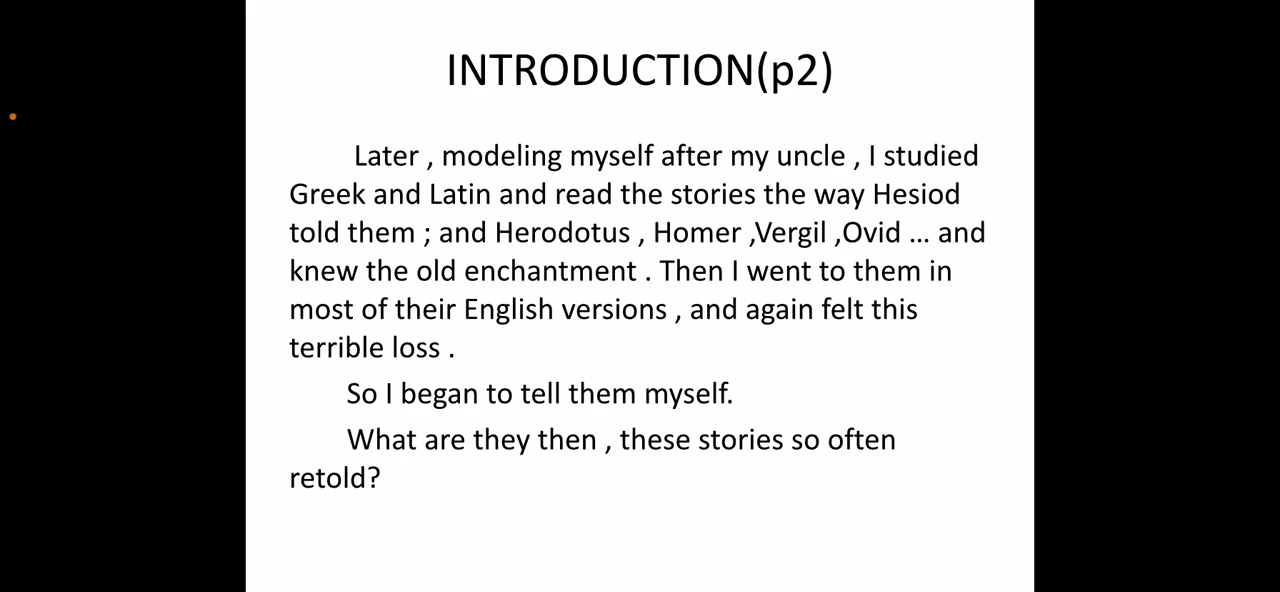 INTRODUCTION(p2)
Later , modeling myself after my uncle , I studied
Greek and Latin and read the stories the way Hesiod
told them ; and Herodotus , Homer ,Vergil ,Ovid ... and
knew the old enchantment . Then I went to them in
most of their English versions , and again felt this
terrible loss .
So I began to tell them myself.
What are they then , these stories so often
retold?